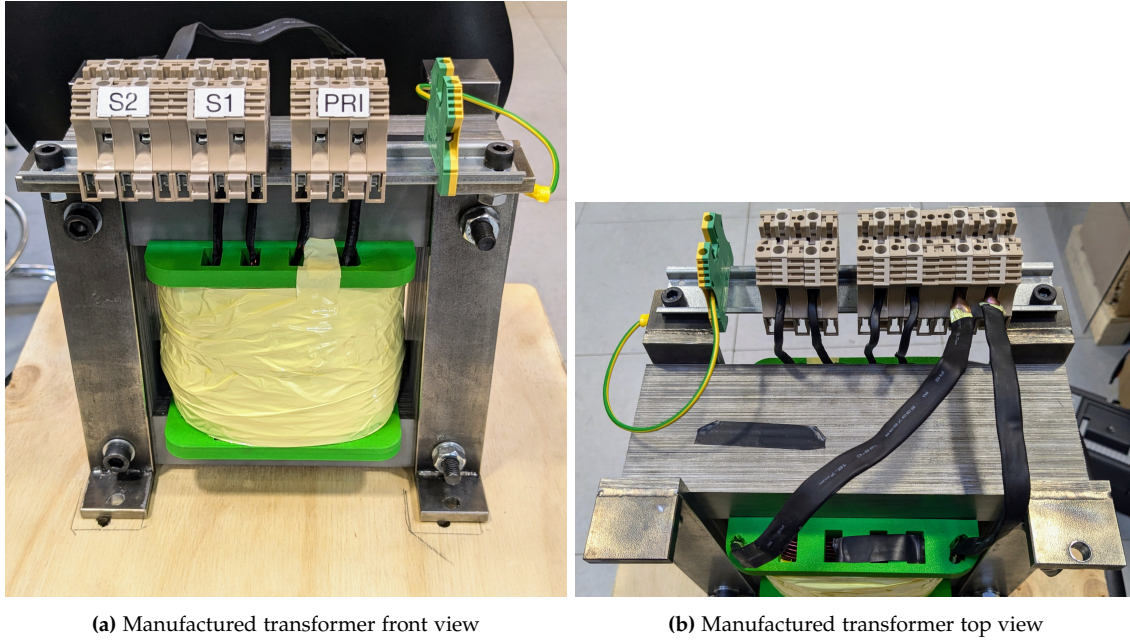 S2
S1
PRI
(a) Manufactured transformer front view
(b) Manufactured transformer top view